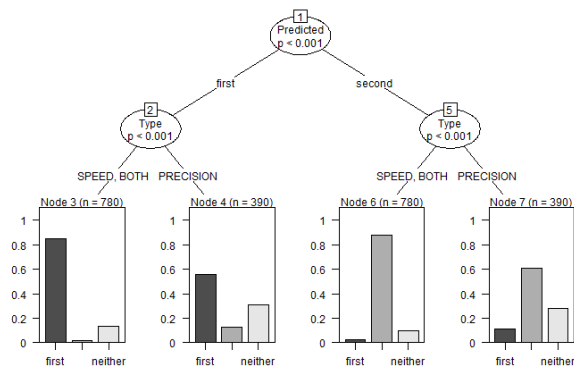 1
Predicted
p < 0.001
first second
2 5
Type Type
p < 0.001 p < 0.001
SPEED, BOTH PRECISION SPEED, BOTH PRECISION
Node 3 (n = 780) Node 4 (n = 390) Node 6 (n = 780) Node 7 (n = 390)
1 1 1 1
0.8 0.8 0.8 0.8
0.6 0.6 0.6 0.6
0.4 0.4 0.4 0.4
0.2 0.2 0.2 0.2
0 0 0 0
first neither first neither first neither first neither